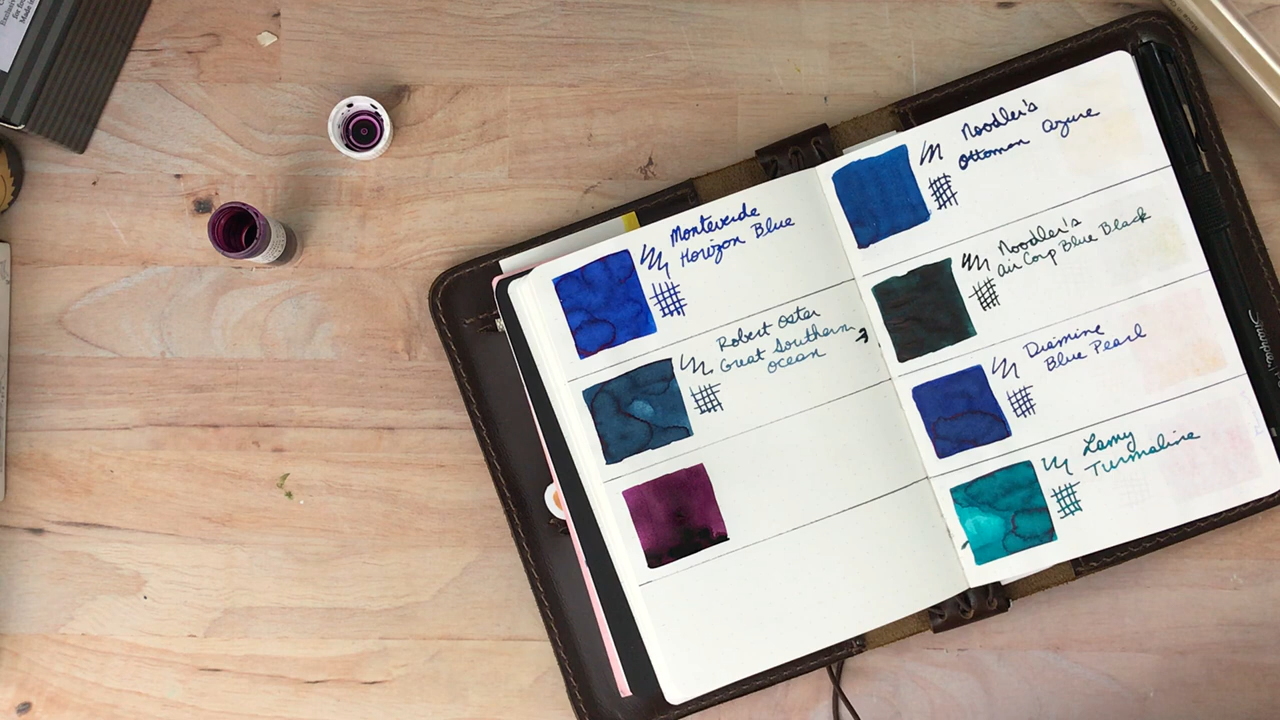 Monteverde
Horizon Blue
Robert Oster
Great Southern
Ocean
Noodler's
Ottoman Azure
Noodler's
air Corp Blue Black
Diamine
Blue Pearl
Lamy
Turmaline